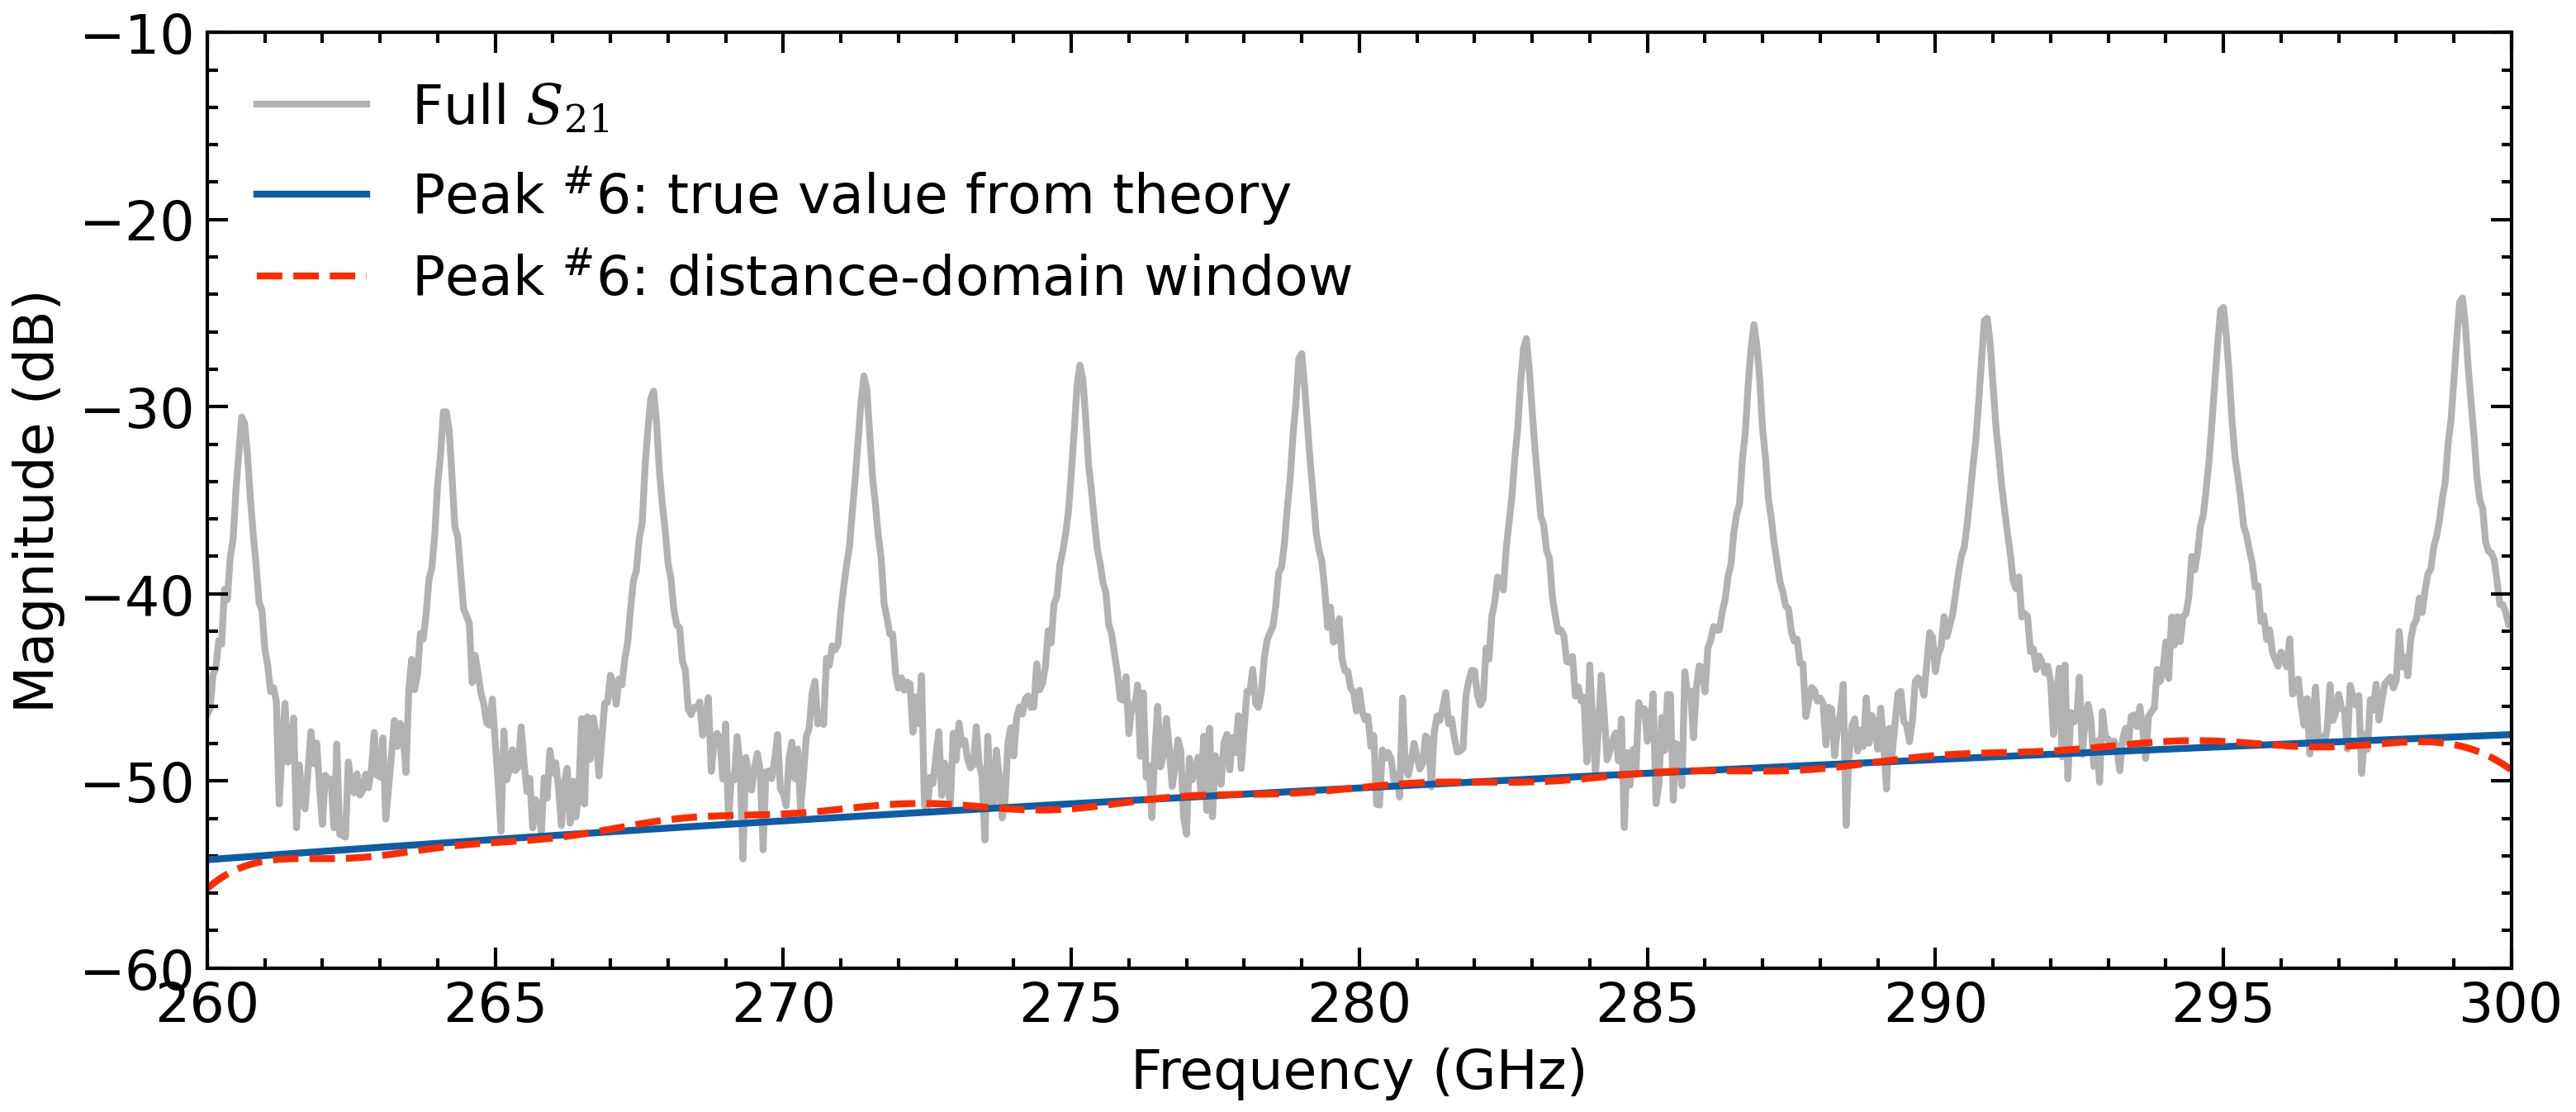 Full S₂₁
Peak #6: true value from theory
Peak #6: distance-domain window
Magnitude (dB)
−10
−20
−30
−40
−50
−60
260 265 270 275 280 285 290 295 300
Frequency (GHz)